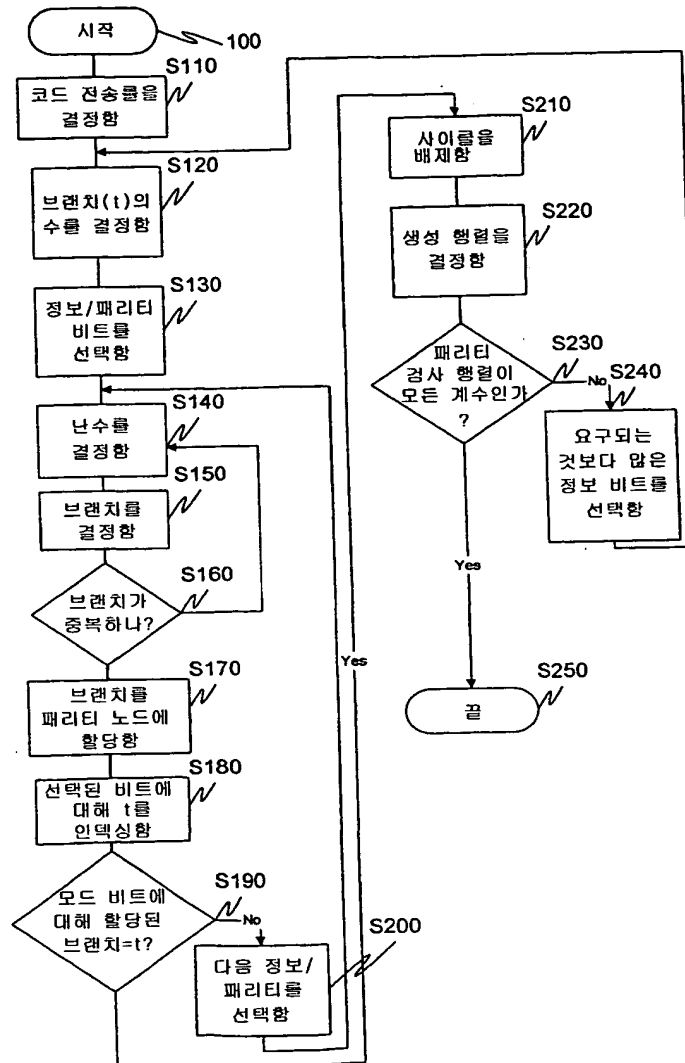 시작
100
S110
코드 전송률을
결정함
S120
브랜치(t)의
수를 결정함
S130
정보/패리티
비트를
선택함
S140
난수를
결정함
S150
브랜치를
결정함
S160
브랜치가
중복하나?
S170
브랜치를
패리티 노드에
할당함
S180
선택된 비트에
대해 t를
인덱싱함
S190
모드 비트에
대해 할당된
브랜치=t?
No
S200
다음 정보/
패리티를
선택함
Yes
S210
사이클을
배제함
S220
생성 행렬을
결정함
S230
패리티
검사 행렬이
모든 계수인가
?
No
S240
요구되는
것보다 많은
정보 비트를
선택함
Yes
S250
끝